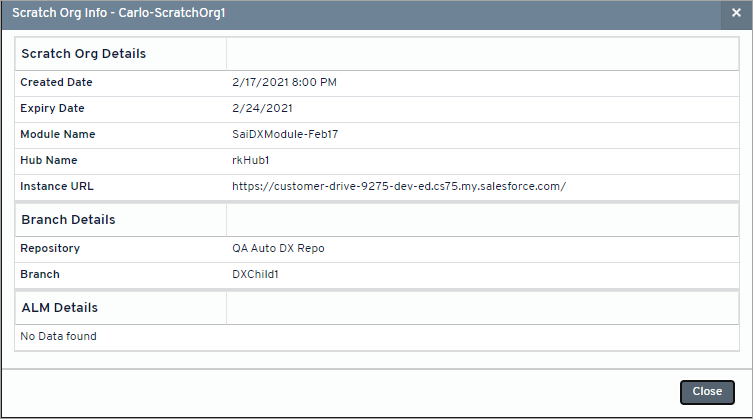 Scratch Org Info - Carlo-ScratchOrg1 ×
Scratch Org Details
Created Date 2/17/2021 8:00 PM
Expiry Date 2/24/2021
Module Name SaiDXModule-Feb17
Hub Name rkHub1
Instance URL https://customer-drive-9275-dev-ed.cs75.my.salesforce.com/
Branch Details
Repository QA Auto DX Repo
Branch DXChild1
ALM Details
No Data found
Close